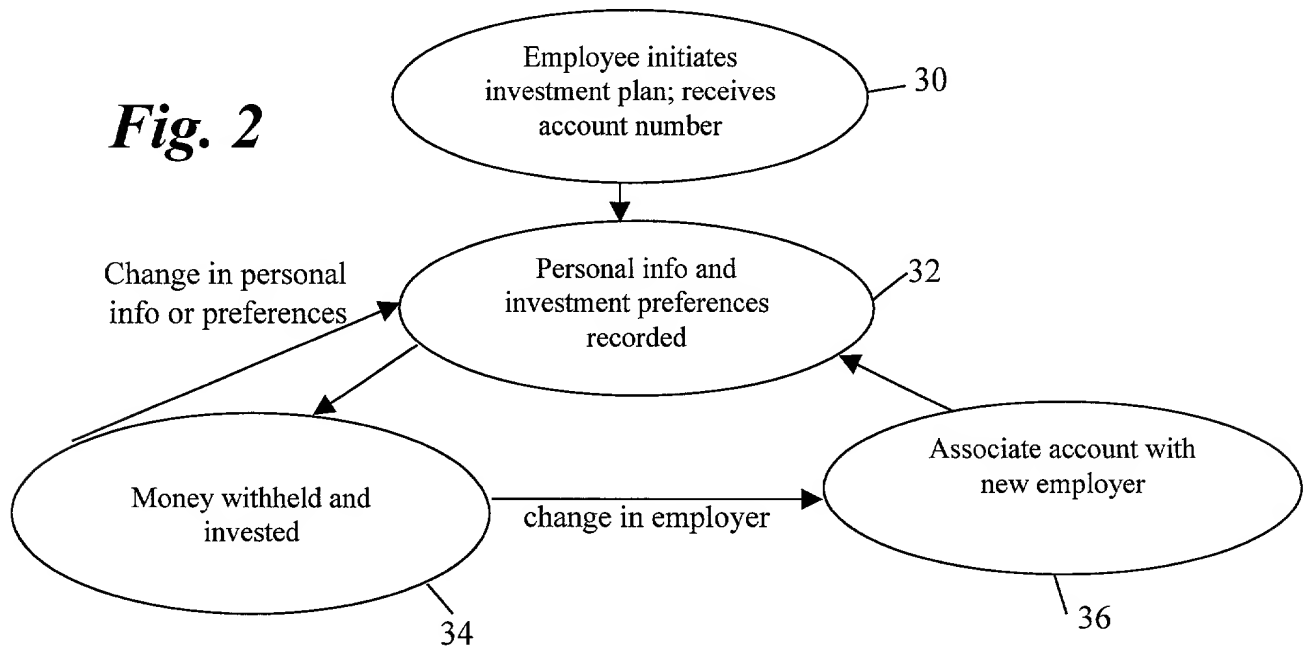 Fig. 2
Employee initiates
investment plan; receives
account number
30
Personal info and
investment preferences
recorded
32
Change in personal
info or preferences
Money withheld and
invested
34
change in employer
Associate account with
new employer
36